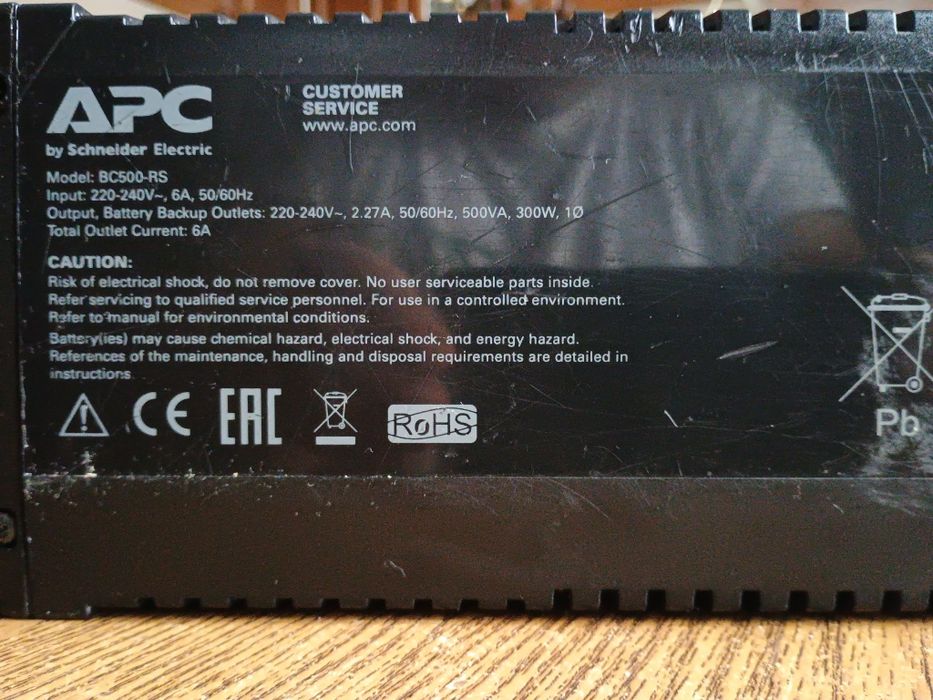 APC
by Schneider Electric
CUSTOMER
SERVICE
www.apc.com
Model: BC500-RS
Input: 220-240V~, 6A, 50/60Hz
Output, Battery Backup Outlets: 220-240V~, 2.27A, 50/60Hz, 500VA, 300W, 1Ø
Total Outlet Current: 6A
CAUTION:
Risk of electrical shock, do not remove cover. No user serviceable parts inside.
Refer servicing to qualified service personnel. For use in a controlled environment.
Refer to manual for environmental conditions.
Battery(ies) may cause chemical hazard, electrical shock, and energy hazard.
References of the maintenance, handling and disposal requirements are detailed in
instructions
CE EAC RoHS
Pb